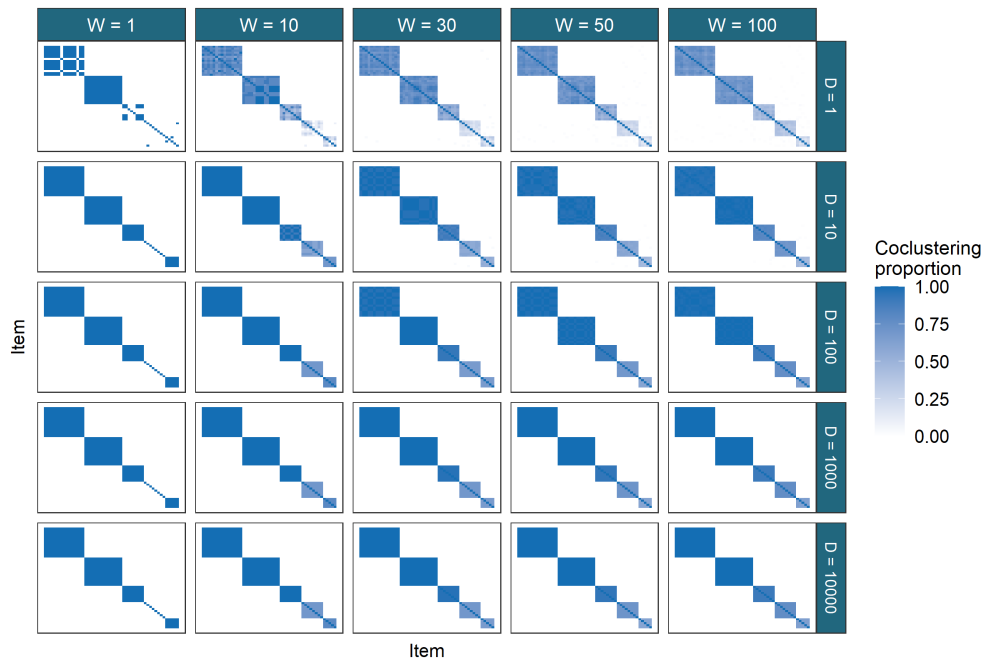 W = 1
W = 10
W = 30
W = 50
W = 100
D = 1
D = 10
D = 100
D = 1000
D = 10000
Item
Item
Coclustering
proportion
1.00
0.75
0.50
0.25
0.00